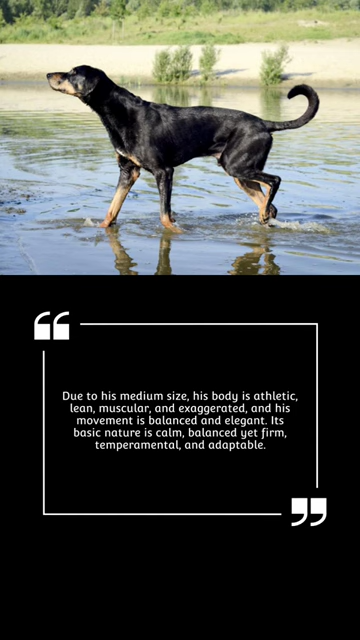 Due to his medium size, his body is athletic,
lean, muscular, and exaggerated, and his
movement is balanced and elegant. Its
basic nature is calm, balanced yet firm,
temperamental, and adaptable.